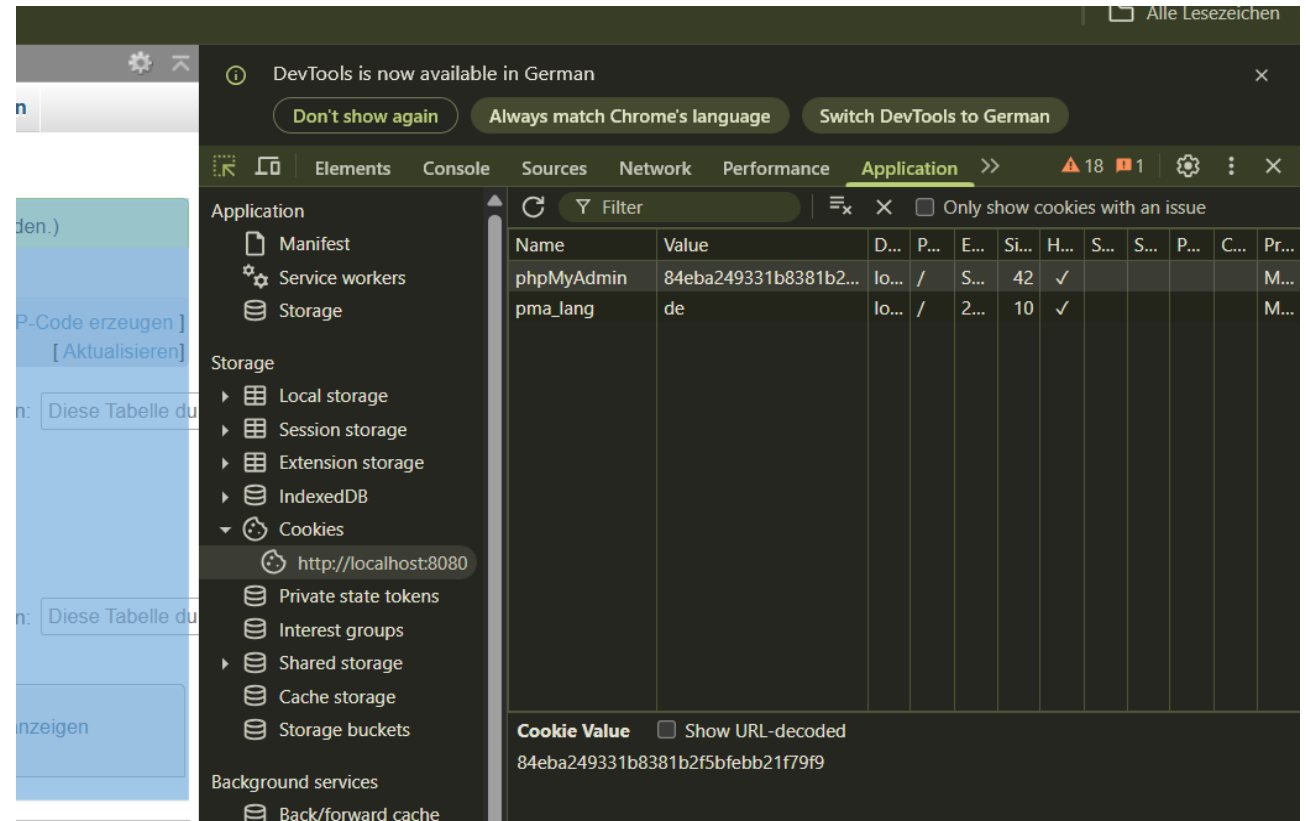 Alle Lesezeichen
DevTools is now available in German
Don't show again
Always match Chrome's language
Switch DevTools to German
n
Elements Console Sources Network Performance Application 18 1
den.)
P-Code erzeugen ]
[ Aktualisieren]
n: Diese Tabelle du
n: Diese Tabelle du
anzeigen
Application
Manifest
Service workers
Storage
Storage
Local storage
Session storage
Extension storage
IndexedDB
Cookies
http://localhost:8080
Private state tokens
Interest groups
Shared storage
Cache storage
Storage buckets
Background services
Back/forward cache
Filter Only show cookies with an issue
Name Value D... P... E... Si... H... S... S... P... C... Pr...
phpMyAdmin 84eba249331b8381b2... lo... / S... 42 ✓ M...
pma_lang de lo... / 2... 10 ✓ M...
Cookie Value Show URL-decoded
84eba249331b8381b2f5bfebb21f79f9